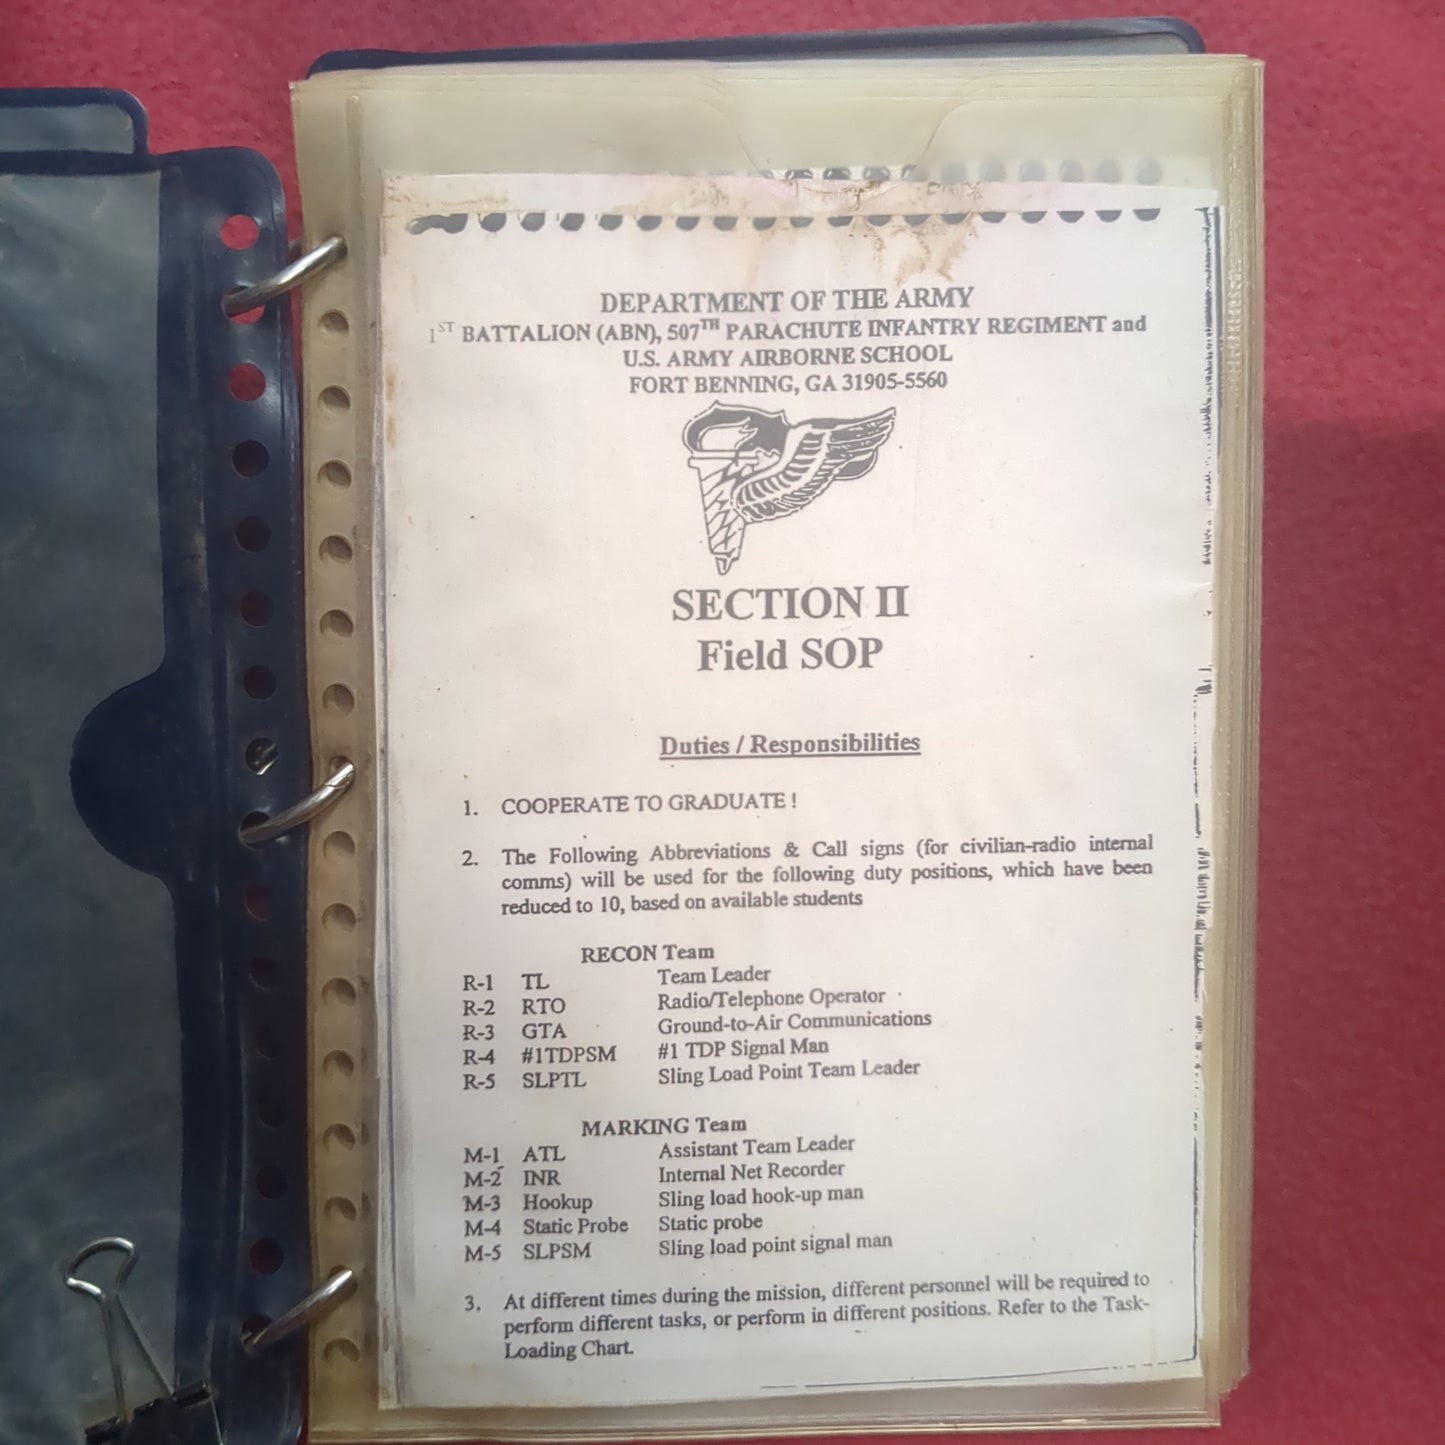 DEPARTMENT OF THE ARMY
1ST BATTALION (ABN), 507TH PARACHUTE INFANTRY REGIMENT and
U.S. ARMY AIRBORNE SCHOOL
FORT BENNING, GA 31905-5560
SECTION II
Field SOP
Duties / Responsibilities
1. COOPERATE TO GRADUATE !
2. The Following Abbreviations & Call signs (for civilian-radio internal
comms) will be used for the following duty positions, which have been
reduced to 10, based on available students
RECON Team
R-1 TL Team Leader
R-2 RTO Radio/Telephone Operator
R-3 GTA Ground-to-Air Communications
R-4 #1TDPSM #1 TDP Signal Man
R-5 SLPTL Sling Load Point Team Leader
MARKING Team
M-1 ATL Assistant Team Leader
M-2 INR Internal Net Recorder
M-3 Hookup Sling load hook-up man
M-4 Static Probe Static probe
M-5 SLPSM Sling load point signal man
3. At different times during the mission, different personnel will be required to
perform different tasks, or perform in different positions. Refer to the Task-
Loading Chart.